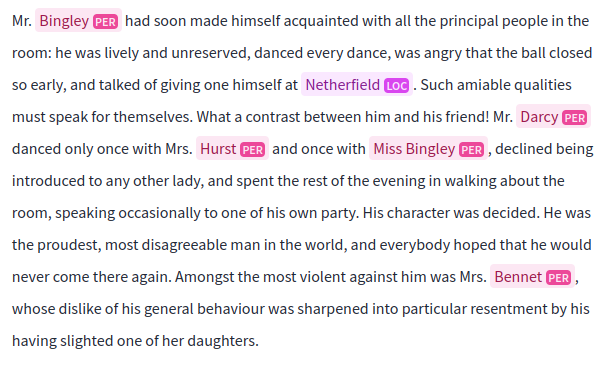 Mr. Bingley PER had soon made himself acquainted with all the principal people in the
room: he was lively and unreserved, danced every dance, was angry that the ball closed
so early, and talked of giving one himself at Netherfield LOC . Such amiable qualities
must speak for themselves. What a contrast between him and his friend! Mr. Darcy PER
danced only once with Mrs. Hurst PER and once with Miss Bingley PER , declined being
introduced to any other lady, and spent the rest of the evening in walking about the
room, speaking occasionally to one of his own party. His character was decided. He was
the proudest, most disagreeable man in the world, and everybody hoped that he would
never come there again. Amongst the most violent against him was Mrs. Bennet PER ,
whose dislike of his general behaviour was sharpened into particular resentment by his
having slighted one of her daughters.